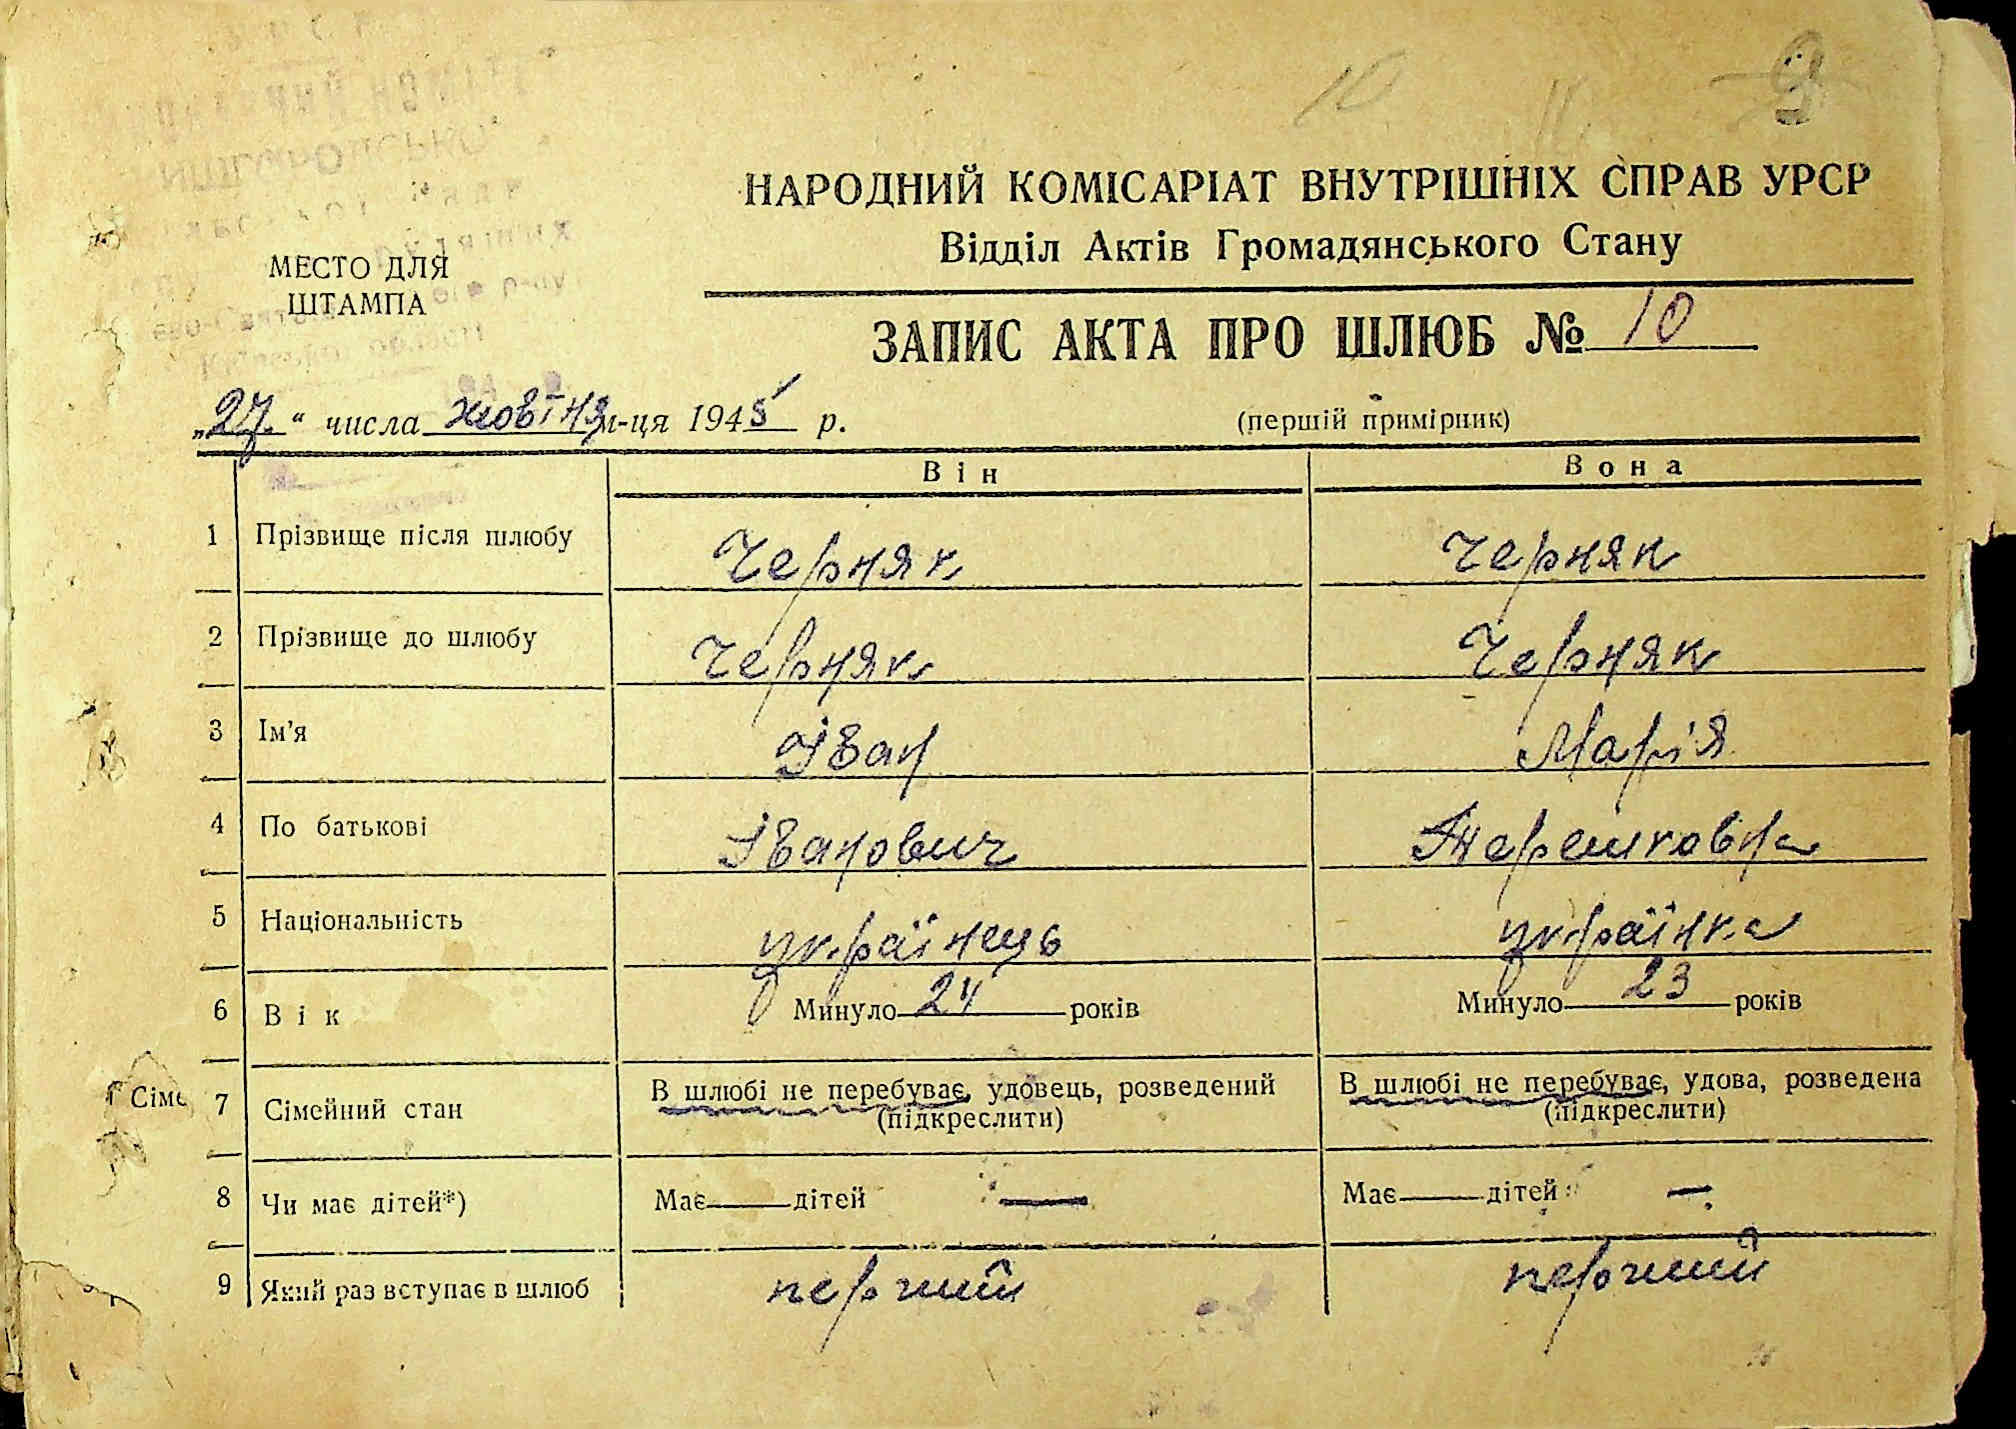 10
НАРОДНИЙ КОМІСАРІАТ ВНУТРІШНІХ СПРАВ УРСР
Відділ Актів Громадянського Стану
МЕСТО ДЛЯ
ШТАМПА
ЗАПИС АКТА ПРО ШЛЮБ № 10
„27“ числа жовтня м-ця 1945 р.
(першій примірник)
Він Вона
1 Прізвище після шлюбу Черняк Черняк
2 Прізвище до шлюбу Черняк Черняк
3 Ім'я Іван Марія
4 По батькові Іванович Терешковна
5 Національність українець українка
6 Вік Минуло 24 років Минуло 23 років
7 Сімейний стан В шлюбі не перебуває, удовець, розведений В шлюбі не перебуває, удова, розведена
(підкреслити) (підкреслити)
8 Чи має дітей*) Має — дітей — Має — дітей —
9 Який раз вступає в шлюб перший перший